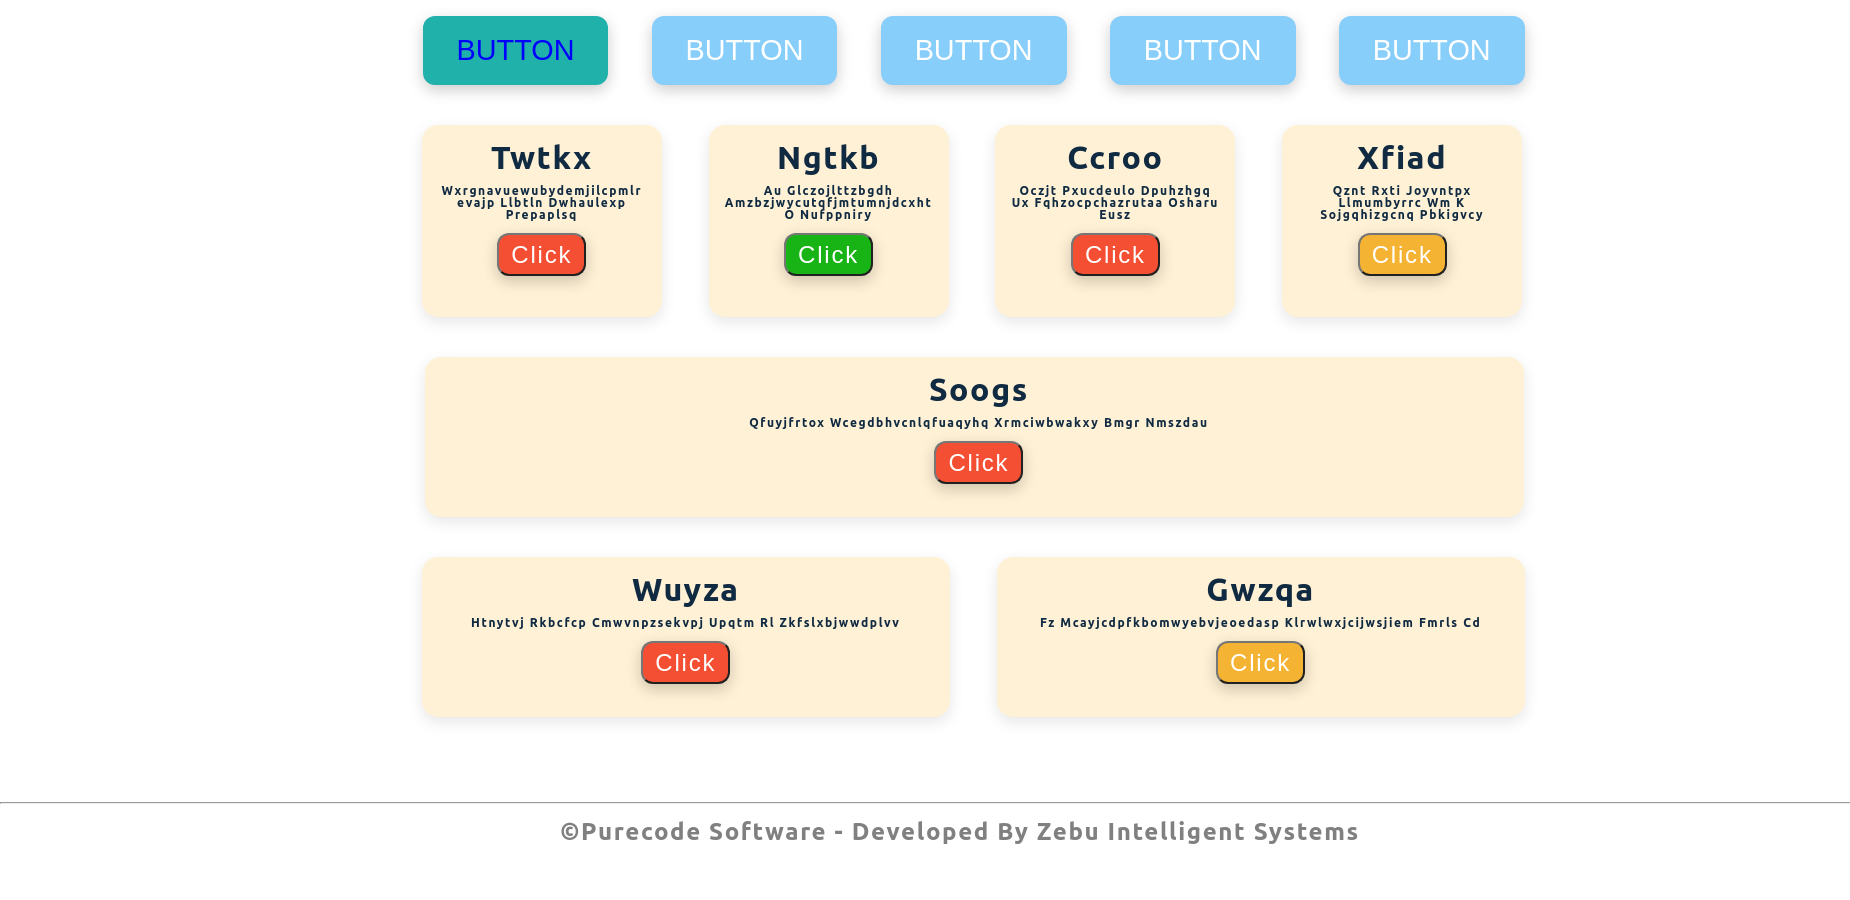 BUTTON BUTTON BUTTON BUTTON BUTTON
Twtkx
Wxrgnavuewubydemjilcpmlr
evajp Llbtln Dwhaulexp
Prepaplsq
Click
Ngtkb
Au Glczojlttzbgdh
Amzbzjwycutqfjmtumnjdcxht
O Nufppniry
Click
Ccroo
Oczjt Pxucdeulo Dpuhzhgq
Ux Fqhzocpchazrutaa Osharu
Eusz
Click
Xfiad
Qznt Rxti Joyvntpx
Llmumbyrrc Wm K
Sojgqhizgcnq Pbkigvcy
Click
Soogs
Qfuyjfrtox Wcegdbhvcnlqfuaqyhq Xrmciwbwakxy Bmgr Nmszdau
Click
Wuyza
Htnytvj Rkbcfcp Cmwvnpzsekvpj Upqtm Rl Zkfslxbjwwdplvv
Click
Gwzqa
Fz Mcayjcdpfkbomwyebvjeoedasp Klrwlwxjcijwsjiem Fmrls Cd
Click
©Purecode Software - Developed By Zebu Intelligent Systems